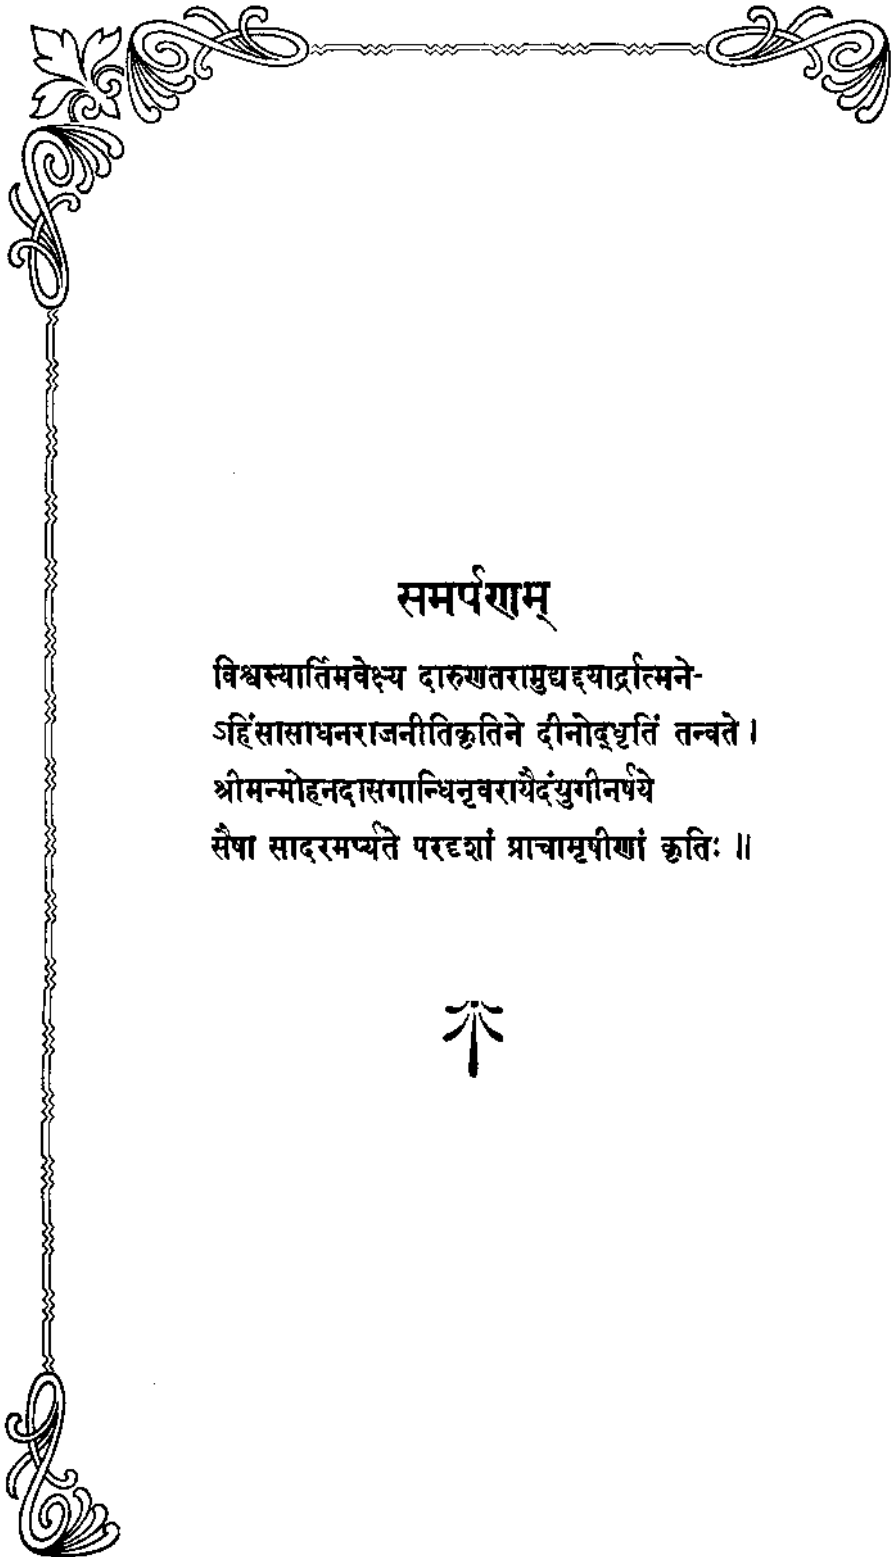 समर्पणम्
विश्वस्यार्तिमवेक्ष्य दारुणतरामुद्यद्दयार्द्रात्मने-
ऽहिंसासाधनराजनीतिकृतिने दीनोद्धृतिं तन्वते ।
श्रीमन्मोहनदासगान्धिनृवरायैदंयुगीनर्षये
सैषा सादरमर्प्यते परदृशां प्राचामृषीणां कृतिः ॥